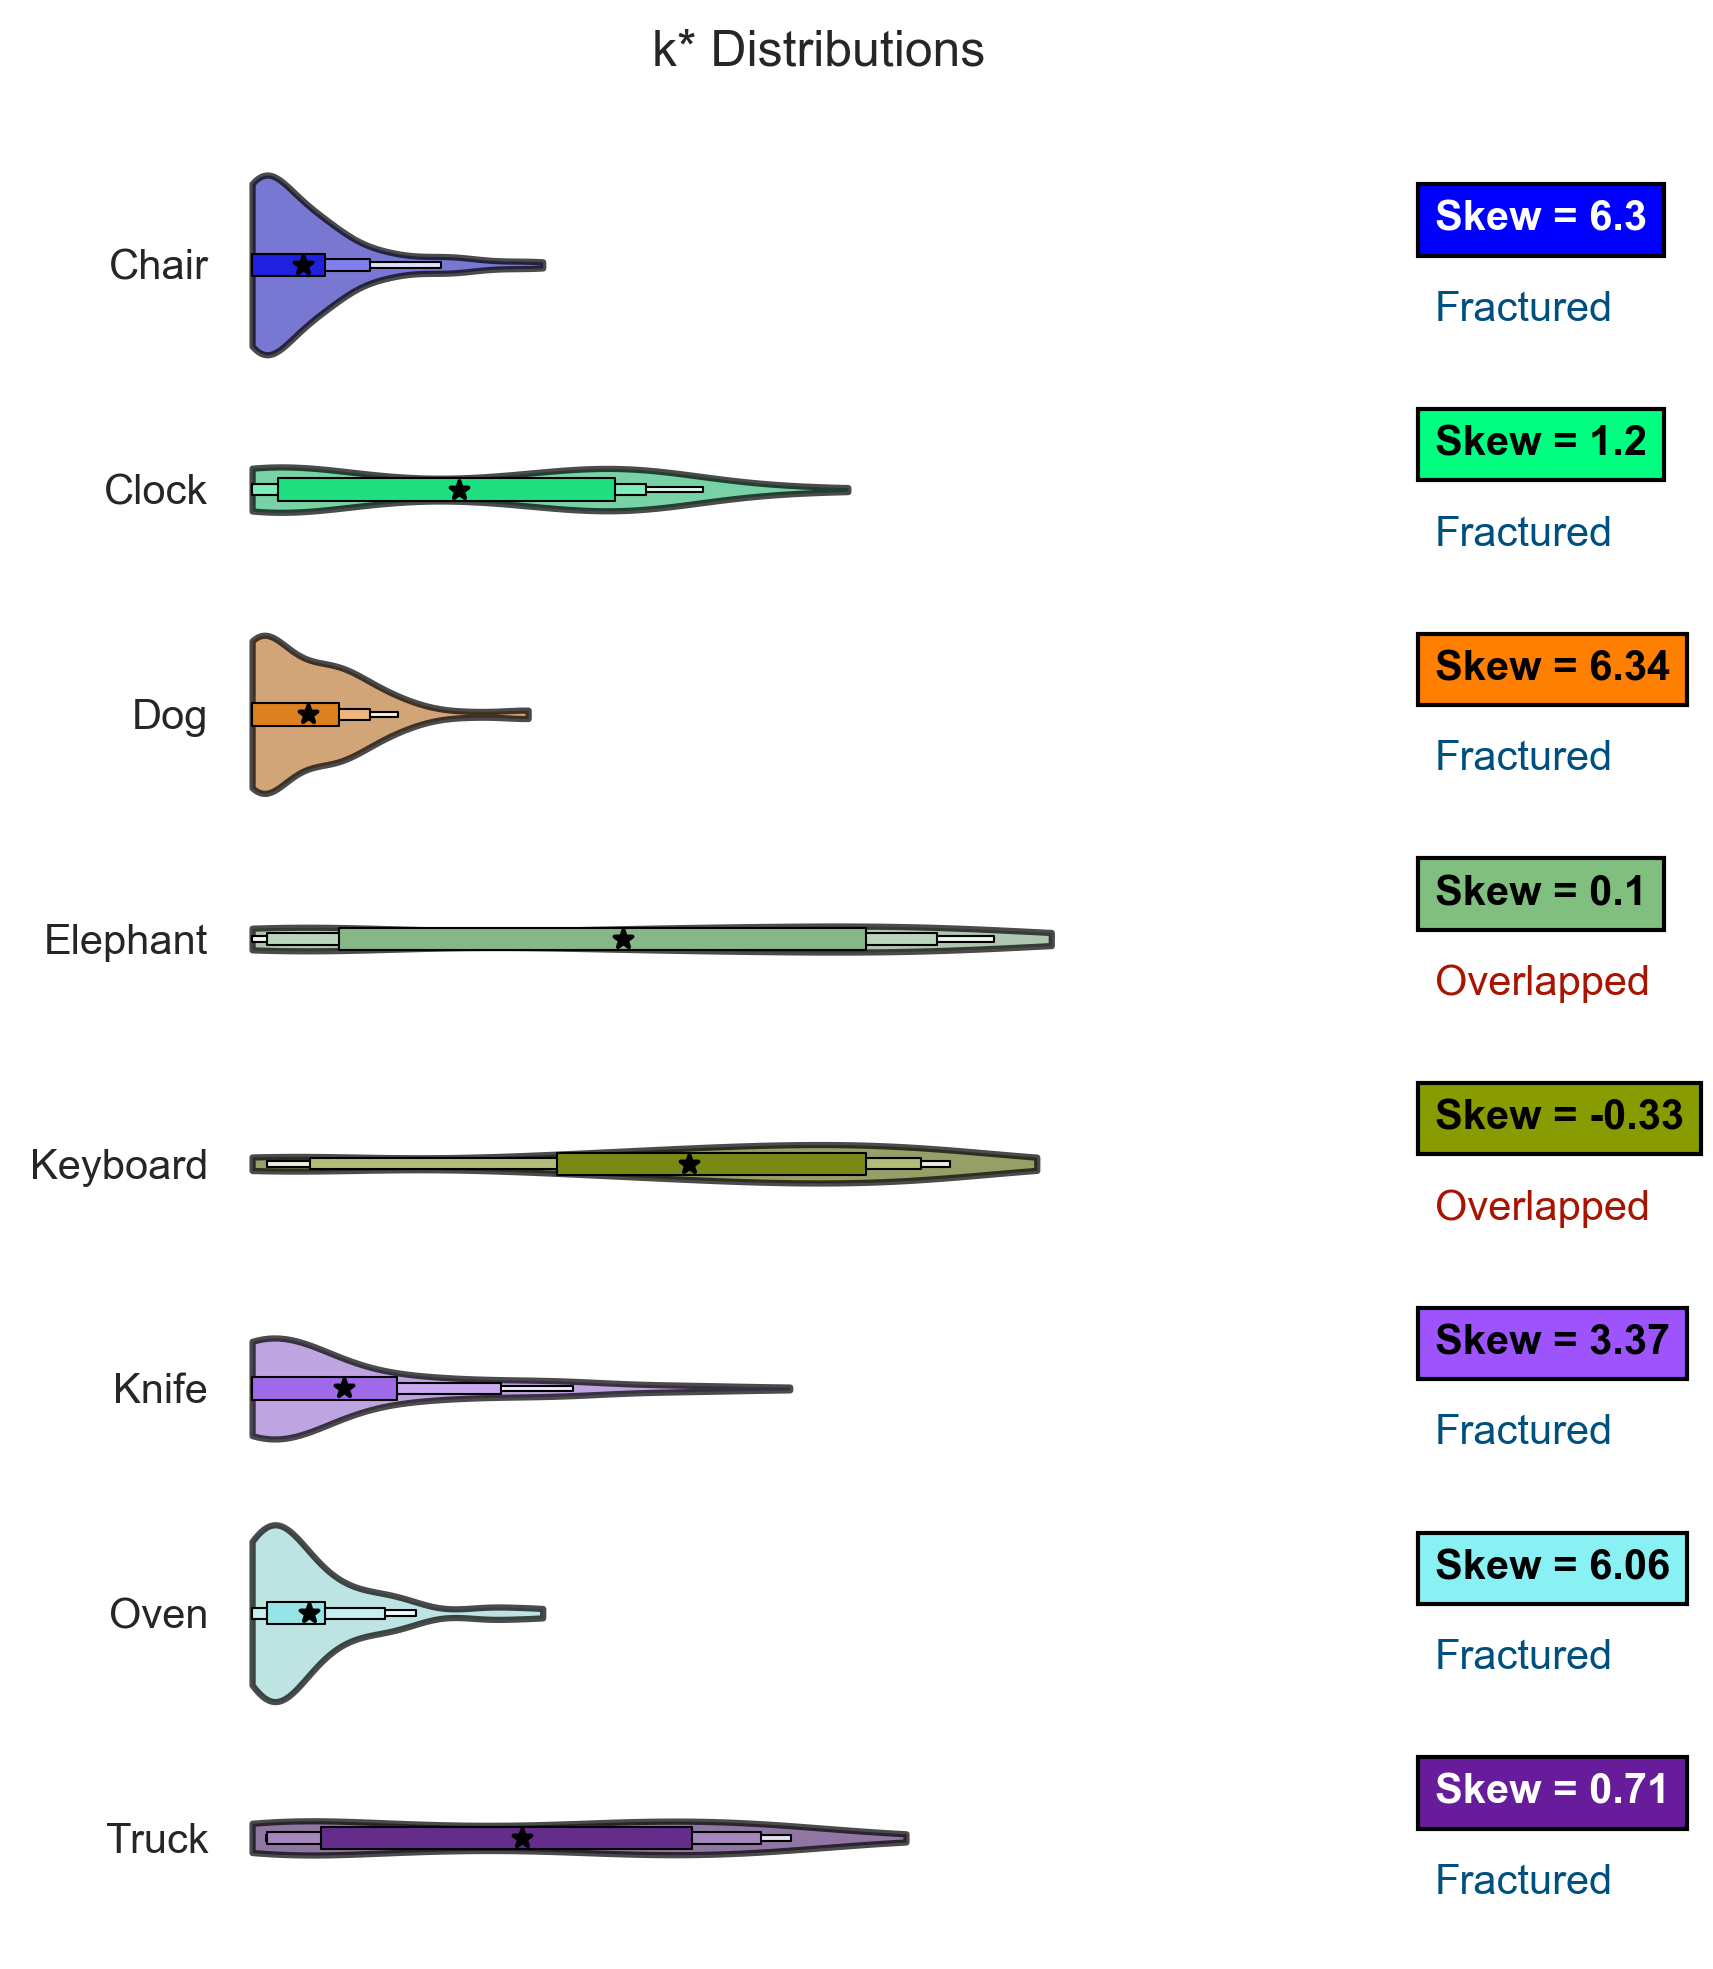 k* Distributions
Chair
Skew = 6.3
Fractured
Clock
Skew = 1.2
Fractured
Dog
Skew = 6.34
Fractured
Elephant
Skew = 0.1
Overlapped
Keyboard
Skew = -0.33
Overlapped
Knife
Skew = 3.37
Fractured
Oven
Skew = 6.06
Fractured
Truck
Skew = 0.71
Fractured